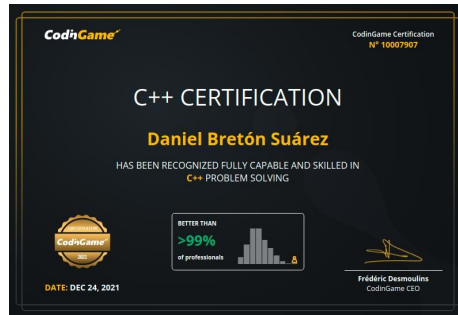 CodinGame
CodinGame Certification
N° 10007907
C++ CERTIFICATION
Daniel Bretón Suárez
HAS BEEN RECOGNIZED FULLY CAPABLE AND SKILLED IN
C++ PROBLEM SOLVING
CodinGame
2021
BETTER THAN
>99%
of professionals
DATE: DEC 24, 2021
Frédéric Desmoulins
CodinGame CEO